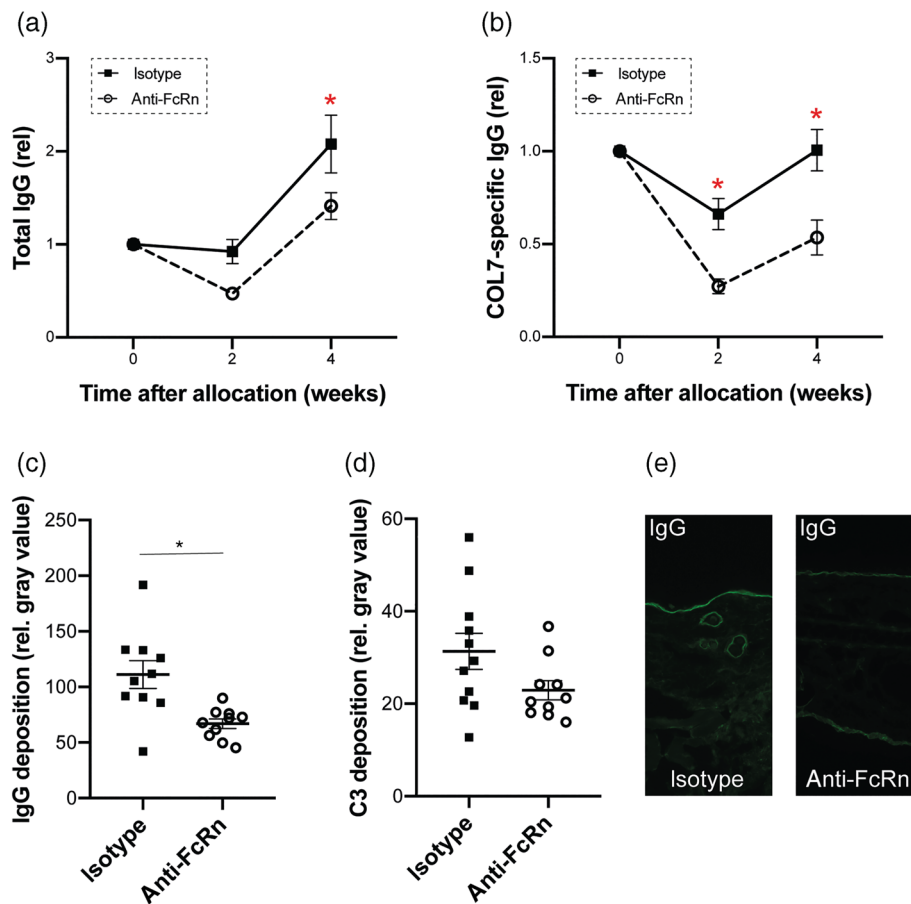 (a)
Isotype
Anti-FcRn
*
Total IgG (rel)
3
2
1
0
0 2 4
Time after allocation (weeks)
(b)
Isotype
Anti-FcRn
*
*
COL7-specific IgG (rel)
1.5
1.0
0.5
0.0
0 2 4
Time after allocation (weeks)
(c)
*
IgG deposition (rel. gray value)
250
200
150
100
50
0
Isotype
Anti-FcRn
(d)
C3 deposition (rel. gray value)
60
40
20
0
Isotype
Anti-FcRn
(e)
IgG
Isotype
IgG
Anti-FcRn